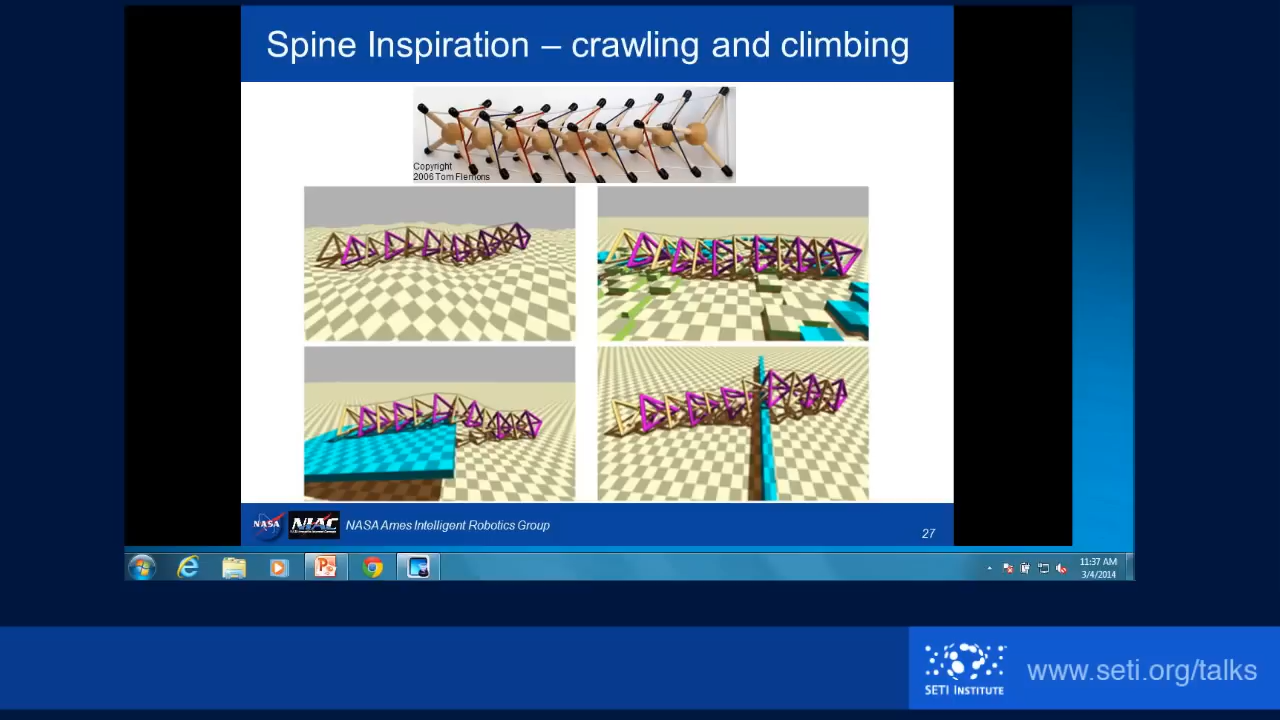 Spine Inspiration – crawling and climbing
Copyright
2006 Tom Flemons
NASA
NIAC
NASA Ames Intelligent Robotics Group
27
11:37 AM
3/4/2014
SETI INSTITUTE
www.seti.org/talks